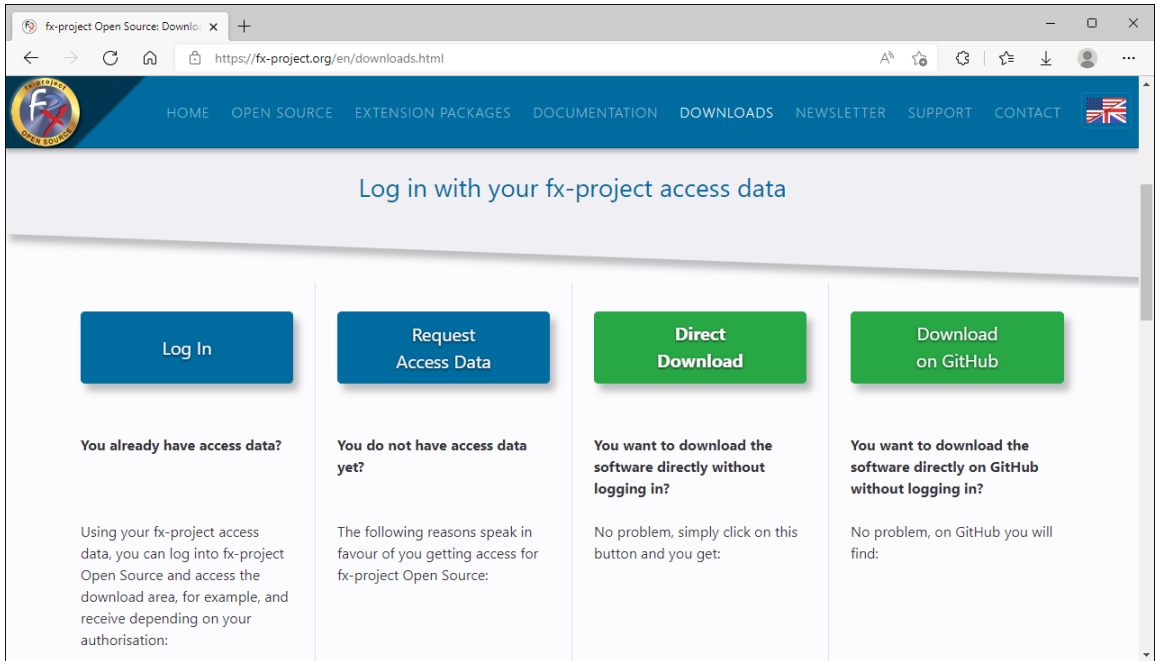 fx-project Open Source: Downlo
https://fx-project.org/en/downloads.html
fx-project
OPEN SOURCE
HOME OPEN SOURCE EXTENSION PACKAGES DOCUMENTATION DOWNLOADS NEWSLETTER SUPPORT CONTACT
Log in with your fx-project access data
Log In
Request
Access Data
Direct
Download
Download
on GitHub
You already have access data?
You do not have access data
yet?
You want to download the
software directly without
logging in?
You want to download the
software directly on GitHub
without logging in?
Using your fx-project access
data, you can log into fx-project
Open Source and access the
download area, for example, and
receive depending on your
authorisation:
The following reasons speak in
favour of you getting access for
fx-project Open Source:
No problem, simply click on this
button and you get:
No problem, on GitHub you will
find: